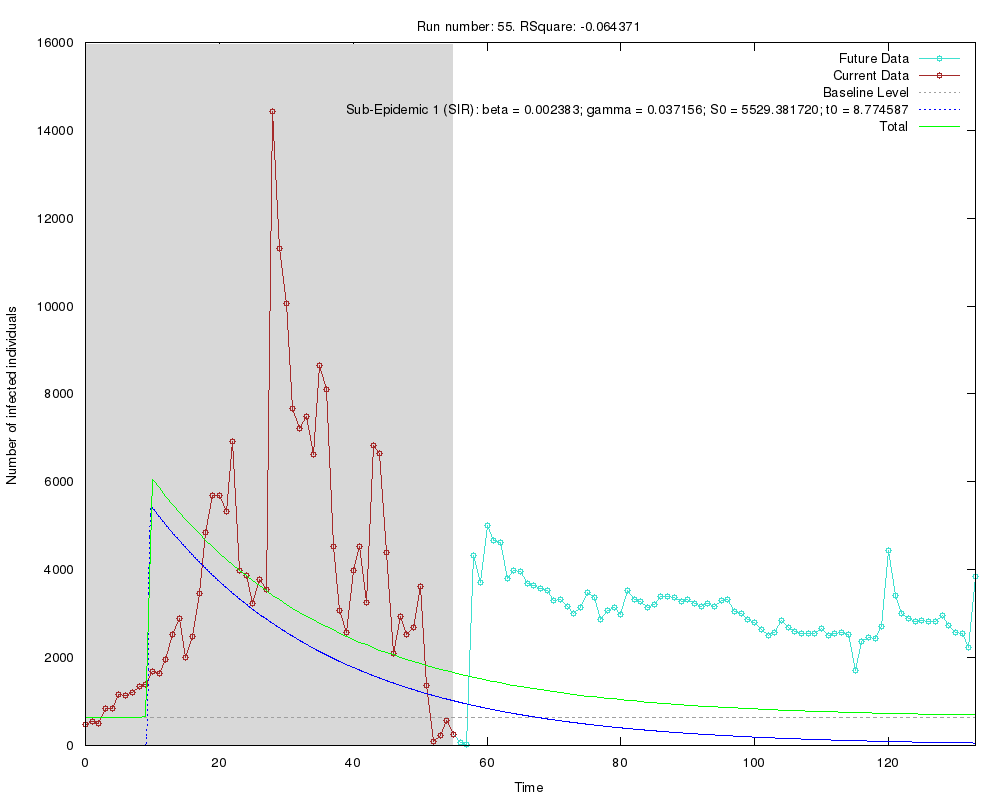 Run number: 55. RSquare: -0.064371
16000
14000
12000
10000
8000
6000
4000
2000
0
Number of infected individuals
Future Data
Current Data
Baseline Level
Sub-Epidemic 1 (SIR): beta = 0.002383; gamma = 0.037156; S0 = 5529.381720; t0 = 8.774587
Total
0 20 40 60 80 100 120
Time